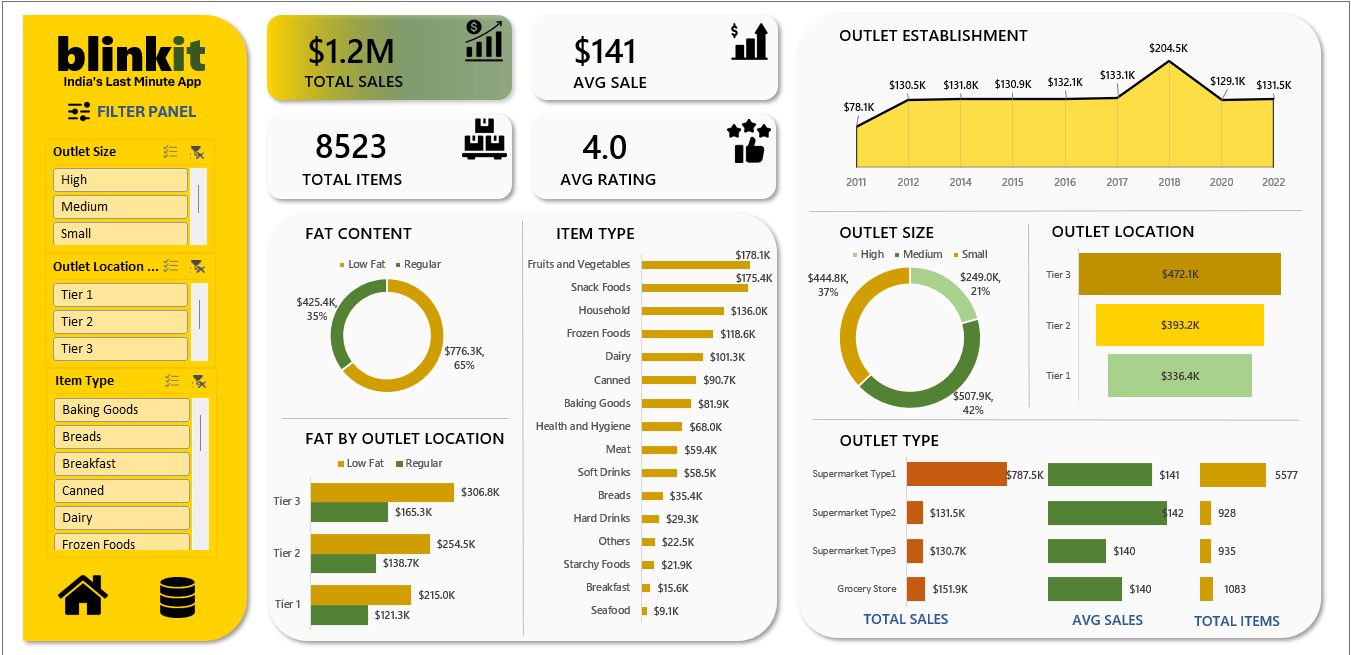 blinkit
India's Last Minute App
FILTER PANEL
Outlet Size
High
Medium
Small
Outlet Location ...
Tier 1
Tier 2
Tier 3
Item Type
Baking Goods
Breads
Breakfast
Canned
Dairy
Frozen Foods
$1.2M
TOTAL SALES
$
$141
AVG SALE
$
8523
TOTAL ITEMS
4.0
AVG RATING
FAT CONTENT
Low Fat Regular
$425.4K,
35%
$776.3K,
65%
FAT BY OUTLET LOCATION
Low Fat Regular
Tier 3 $306.8K
$165.3K
Tier 2 $254.5K
$138.7K
Tier 1 $215.0K
$121.3K
ITEM TYPE
Fruits and Vegetables $178.1K
Snack Foods $175.4K
Household $136.0K
Frozen Foods $118.6K
Dairy $101.3K
Canned $90.7K
Baking Goods $81.9K
Health and Hygiene $68.0K
Meat $59.4K
Soft Drinks $58.5K
Breads $35.4K
Hard Drinks $29.3K
Others $22.5K
Starchy Foods $21.9K
Breakfast $15.6K
Seafood $9.1K
OUTLET ESTABLISHMENT
$78.1K $130.5K $131.8K $130.9K $132.1K $133.1K $204.5K $129.1K $131.5K
2011 2012 2014 2015 2016 2017 2018 2020 2022
OUTLET SIZE
High Medium Small
$444.8K,
37%
$249.0K,
21%
$507.9K,
42%
OUTLET LOCATION
Tier 3 $472.1K
Tier 2 $393.2K
Tier 1 $336.4K
OUTLET TYPE
Supermarket Type1 $787.5K $141 5577
Supermarket Type2 $131.5K $142 928
Supermarket Type3 $130.7K $140 935
Grocery Store $151.9K $140 1083
TOTAL SALES AVG SALES TOTAL ITEMS